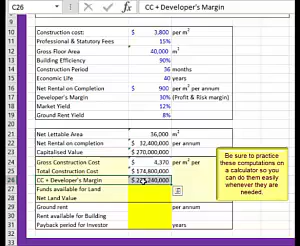 C26 fx CC + Developer's Margin
B C D E F G H
10 Construction cost: $ 3,800 per m²
11 Professional & Statutory Fees 15%
12 Gross Floor Area 40,000 m²
13 Building Efficiency 90%
14 Construction Period 36 months
15 Economic Life 40 years
16 Net Rental on Completion $ 900 per m² per annum
17 Developer's Margin 30% (Profit & Risk margin)
18 Market Yield 12%
19 Ground Rent Yield 8%
20
21 Net Lettable Area 36,000 m²
22 Net Rental on completion $ 32,400,000 per annum
23 Capitalised Value $ 270,000,000
24 Gross Construction Cost $ 4,370 per m² per
25 Total Construction Cost $ 174,800,000
26 CC + Developer's Margin $ 227,240,000
27 Funds available for Land
28 Net Land Value
29 Ground rent per annum
30 Rent available for Building
31 Payback period for Investor years
32
33
Be sure to practice
these computations on
a calculator so you
can do them easily
whenever they are
needed.